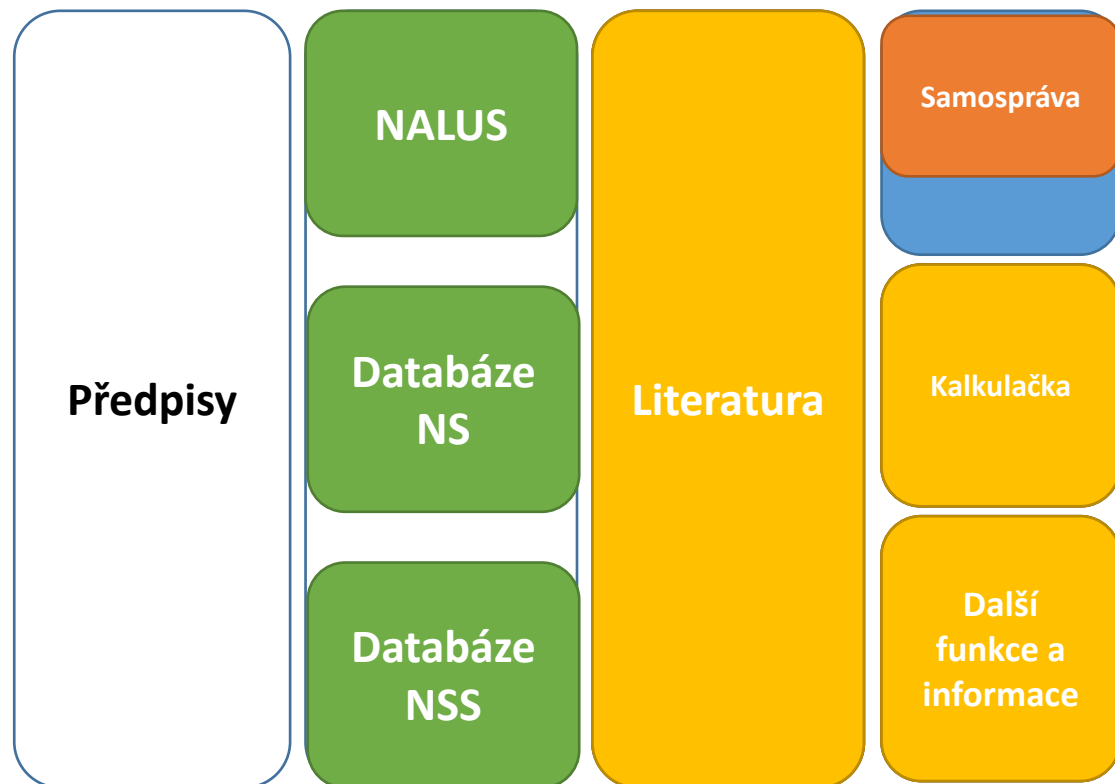 Předpisy
NALUS
Databáze
NS
Databáze
NSS
Literatura
Samospráva
Kalkulačka
Další
funkce a
informace